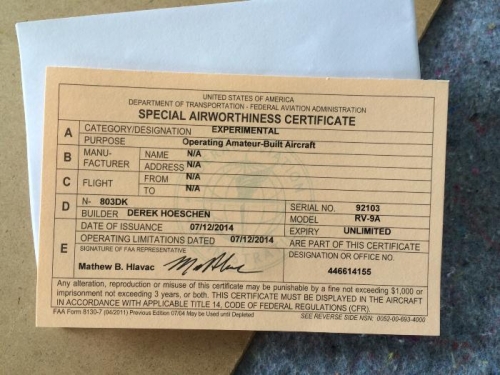 UNITED STATES OF AMERICA
DEPARTMENT OF TRANSPORTATION - FEDERAL AVIATION ADMINISTRATION
SPECIAL AIRWORTHINESS CERTIFICATE
A CATEGORY/DESIGNATION EXPERIMENTAL
PURPOSE Operating Amateur-Built Aircraft
B MANU-FACTURER NAME N/A
ADDRESS N/A
C FLIGHT FROM N/A
TO N/A
D N- 803DK SERIAL NO. 92103
BUILDER DEREK HOESCHEN MODEL RV-9A
E DATE OF ISSUANCE 07/12/2014 EXPIRY UNLIMITED
OPERATING LIMITATIONS DATED 07/12/2014 ARE PART OF THIS CERTIFICATE
SIGNATURE OF FAA REPRESENTATIVE DESIGNATION OR OFFICE NO.
Mathew B. Hlavac 446614155
Any alteration, reproduction or misuse of this certificate may be punishable by a fine not exceeding $1,000 or
imprisonment not exceeding 3 years, or both. THIS CERTIFICATE MUST BE DISPLAYED IN THE AIRCRAFT
IN ACCORDANCE WITH APPLICABLE TITLE 14, CODE OF FEDERAL REGULATIONS (CFR).
FAA Form 8130-7 (04/2011) Previous Edition 07/04 May be Used until Depleted SEE REVERSE SIDE NSN: 0052-00-693-4000